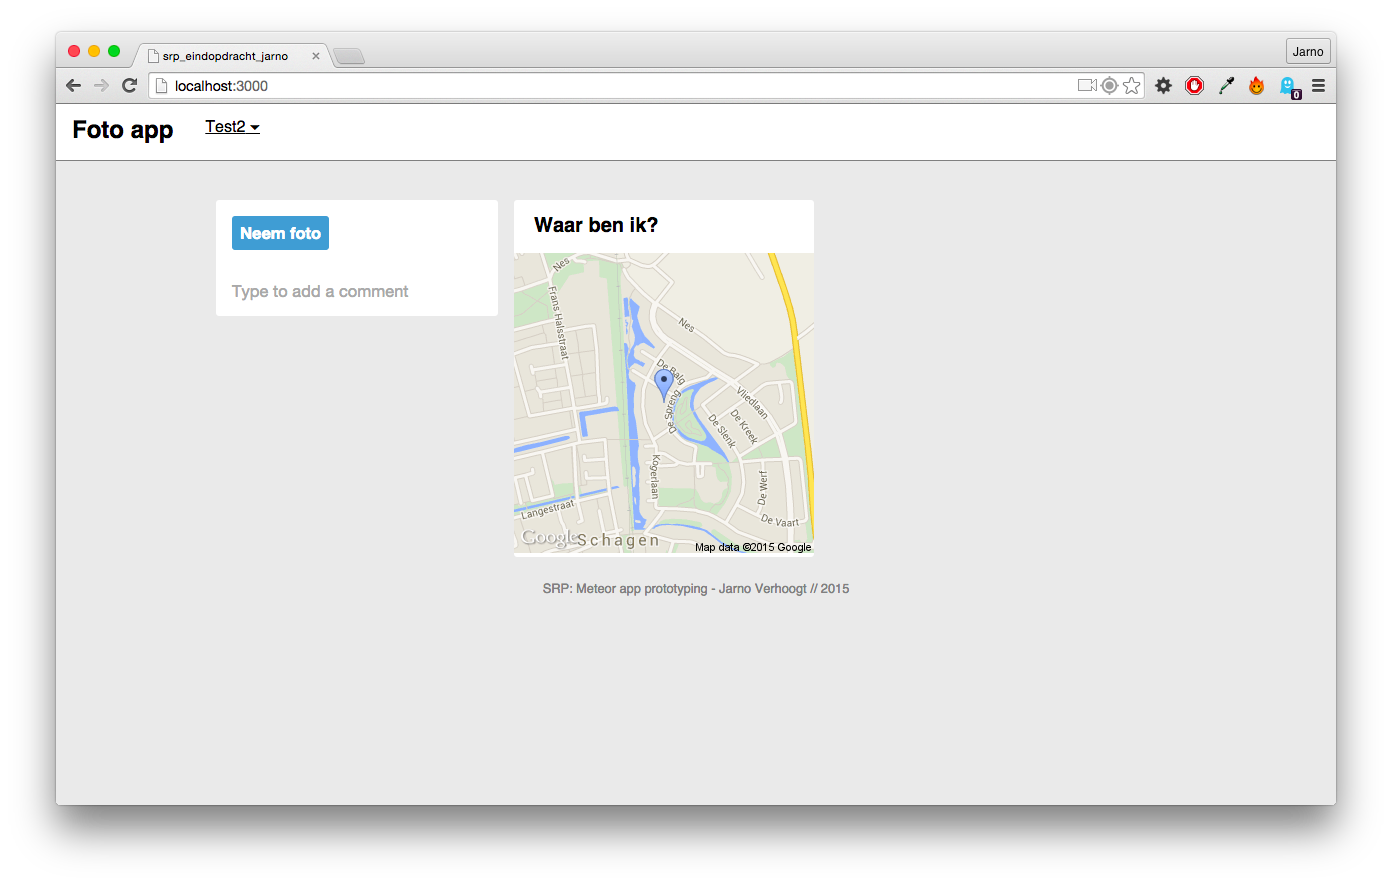 srp_eindopdracht_jarno
Jarno
localhost:3000
0
Foto app
Test2
Neem foto
Type to add a comment
Waar ben ik?
Nes
Frans Halsstraat
Nes
De Balg
De Spreng
Vliedlaan
De Kreek
De Slenk
Kogerlaan
De Werf
Langestraat
De Vaart
Google
Schagen
Map data ©2015 Google
SRP: Meteor app prototyping - Jarno Verhoogt // 2015